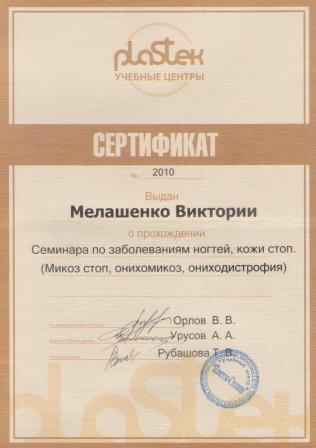 plastek
УЧЕБНЫЕ ЦЕНТРЫ
СЕРТИФИКАТ
№ 2010
Выдан
Мелашенко Виктории
о прохождении
Семинара по заболеваниям ногтей, кожи стоп.
(Микоз стоп, онихомикоз, ониходистрофия)
Орлов В. В.
Урусов А. А.
Рубашова Т. В.
plastek